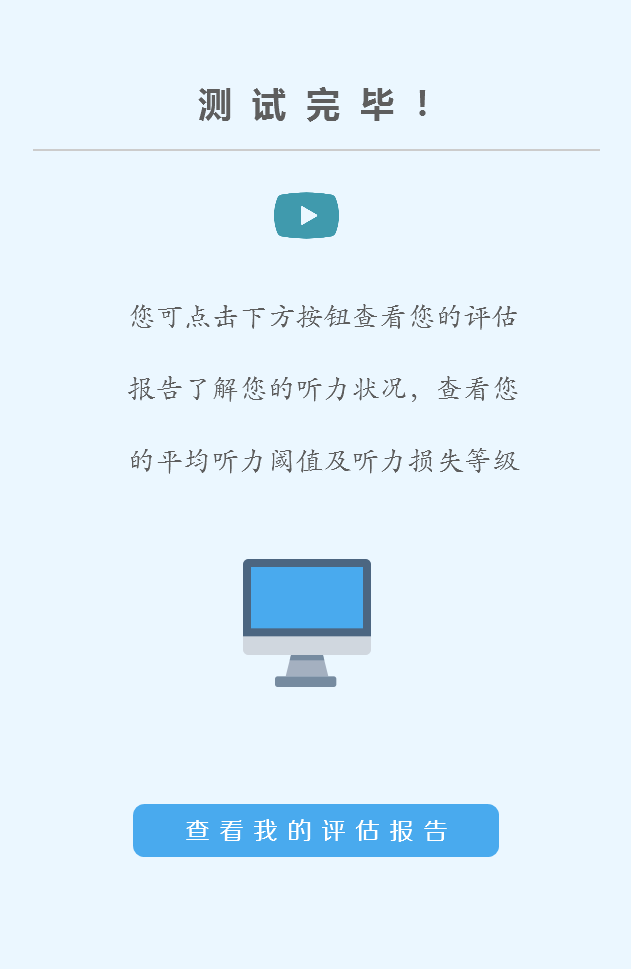 测试完毕！
您可点击下方按钮查看您的评估
报告了解您的听力状况，查看您
的平均听力阈值及听力损失等级
查看我的评估报告